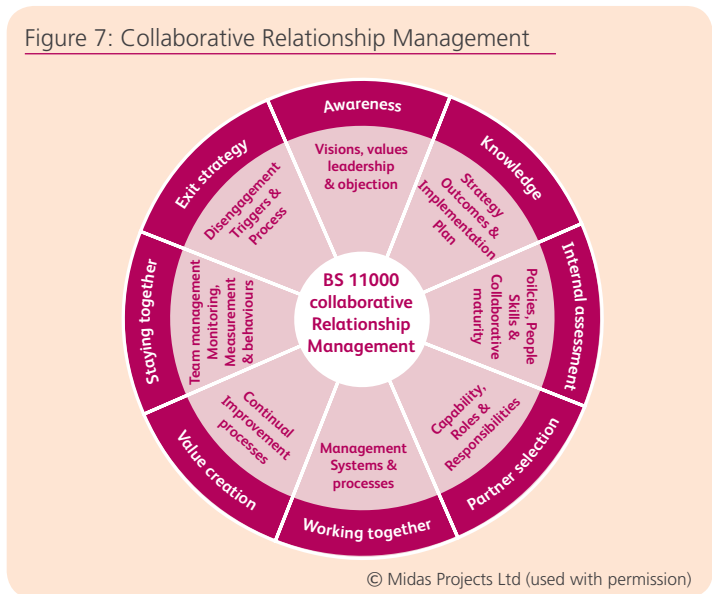 Figure 7: Collaborative Relationship Management
Awareness
Visions, values
leadership
& objection
Knowledge
Strategy
Outcomes &
Implementation
Plan
Internal assessment
Poilcies, People
Skills &
Collaborative
maturity
Partner selection
Capability,
Roles &
Responsibilities
Working together
Management
Systems &
processes
Value creation
Continual
Improvement
processes
Staying together
Team management
Monitoring,
Measurement
& behaviours
Exit strategy
Disengagement
Triggers &
Process
BS 11000
collaborative
Relationship
Management
© Midas Projects Ltd (used with permission)